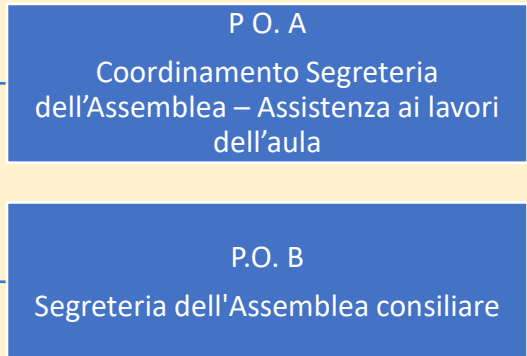 P O. A
Coordinamento Segreteria
dell’Assemblea – Assistenza ai lavori
dell’aula
P.O. B
Segreteria dell'Assemblea consiliare